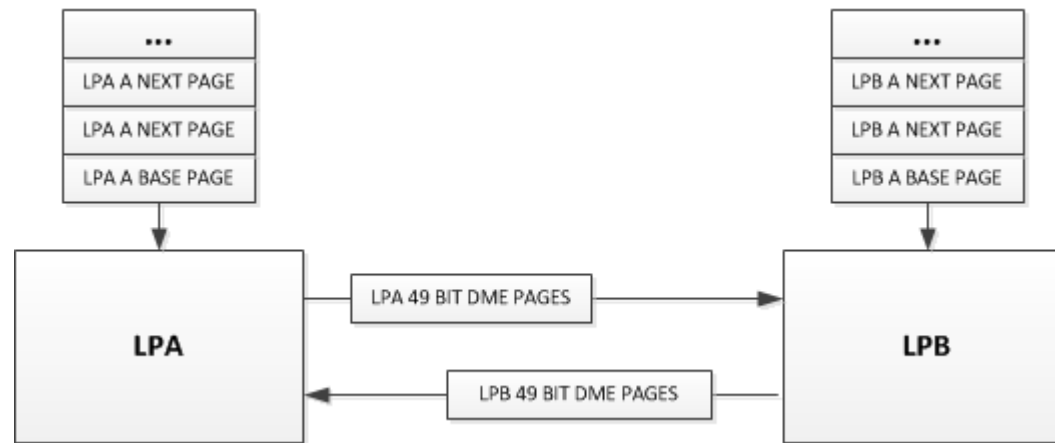 ...
LPA A NEXT PAGE
LPA A NEXT PAGE
LPA A BASE PAGE
...
LPB A NEXT PAGE
LPB A NEXT PAGE
LPB A BASE PAGE
LPA
LPA 49 BIT DME PAGES
LPB 49 BIT DME PAGES
LPB